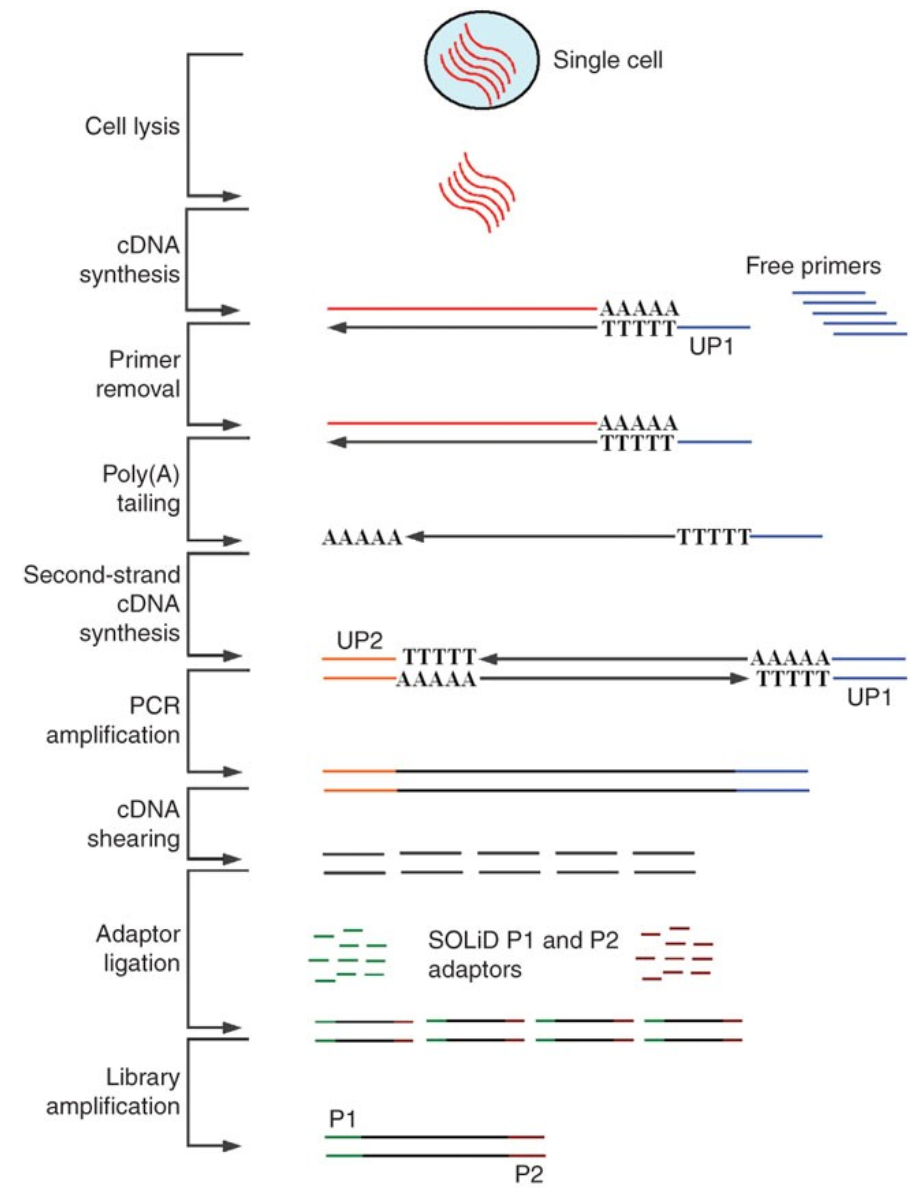 Single cell
Cell lysis
cDNA
synthesis
Free primers
AAAAA
TTTTT
UP1
Primer
removal
AAAAA
TTTTT
Poly(A)
tailing
AAAAA TTTTT
Second-strand
cDNA
synthesis
UP2
TTTTT AAAAA
AAAAA TTTTT
UP1
PCR
amplification
cDNA
shearing
Adaptor
ligation
SOLiD P1 and P2
adaptors
Library
amplification
P1
P2